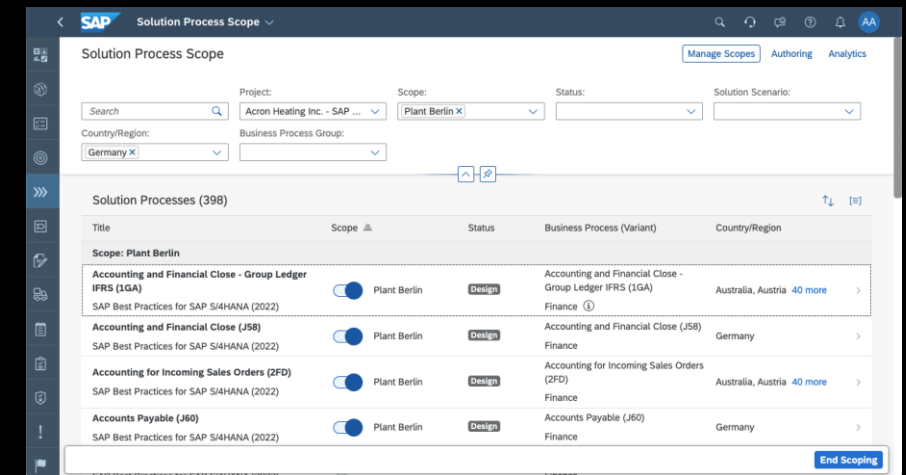 SAP Solution Process Scope
AA
Solution Process Scope
Manage Scopes Authoring Analytics
Project: Scope: Status: Solution Scenario:
Search Acron Heating Inc. - SAP ... Plant Berlin
Country/Region: Business Process Group:
Germany
Solution Processes (398)
Title Scope Status Business Process (Variant) Country/Region
Scope: Plant Berlin
Accounting and Financial Close - Group Ledger
IFRS (1GA)
SAP Best Practices for SAP S/4HANA (2022)
Plant Berlin
Design
Accounting and Financial Close -
Group Ledger IFRS (1GA)
Finance
Australia, Austria 40 more
Accounting and Financial Close (J58)
SAP Best Practices for SAP S/4HANA (2022)
Plant Berlin
Design
Accounting and Financial Close (J58)
Finance
Germany
Accounting for Incoming Sales Orders (2FD)
SAP Best Practices for SAP S/4HANA (2022)
Plant Berlin
Design
Accounting for Incoming Sales Orders
(2FD)
Finance
Australia, Austria 40 more
Accounts Payable (J60)
SAP Best Practices for SAP S/4HANA (2022)
Plant Berlin
Design
Accounts Payable (J60)
Finance
Germany
End Scoping